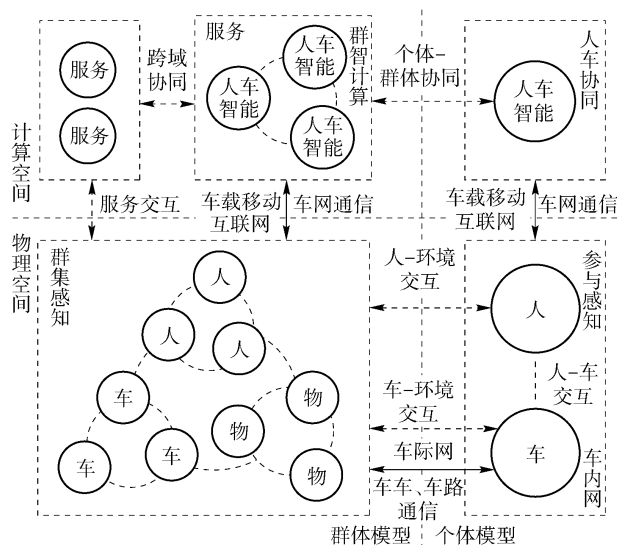 服务
服务
跨域
协同
服务
人车
智能
人车
智能
人车
智能
群智计算
个体-
群体协同
人车
智能
人车协同
计算空间
服务交互
车载移动
互联网
车网通信
车载移动
互联网
车网通信
物理空间
群集感知
人
人
人
车
车
车
物
物
物
人-环境
交互
车-环境
交互
车际网
车车、车路
通信
人
参与感知
人-车
交互
车
车内网
群体模型
个体模型